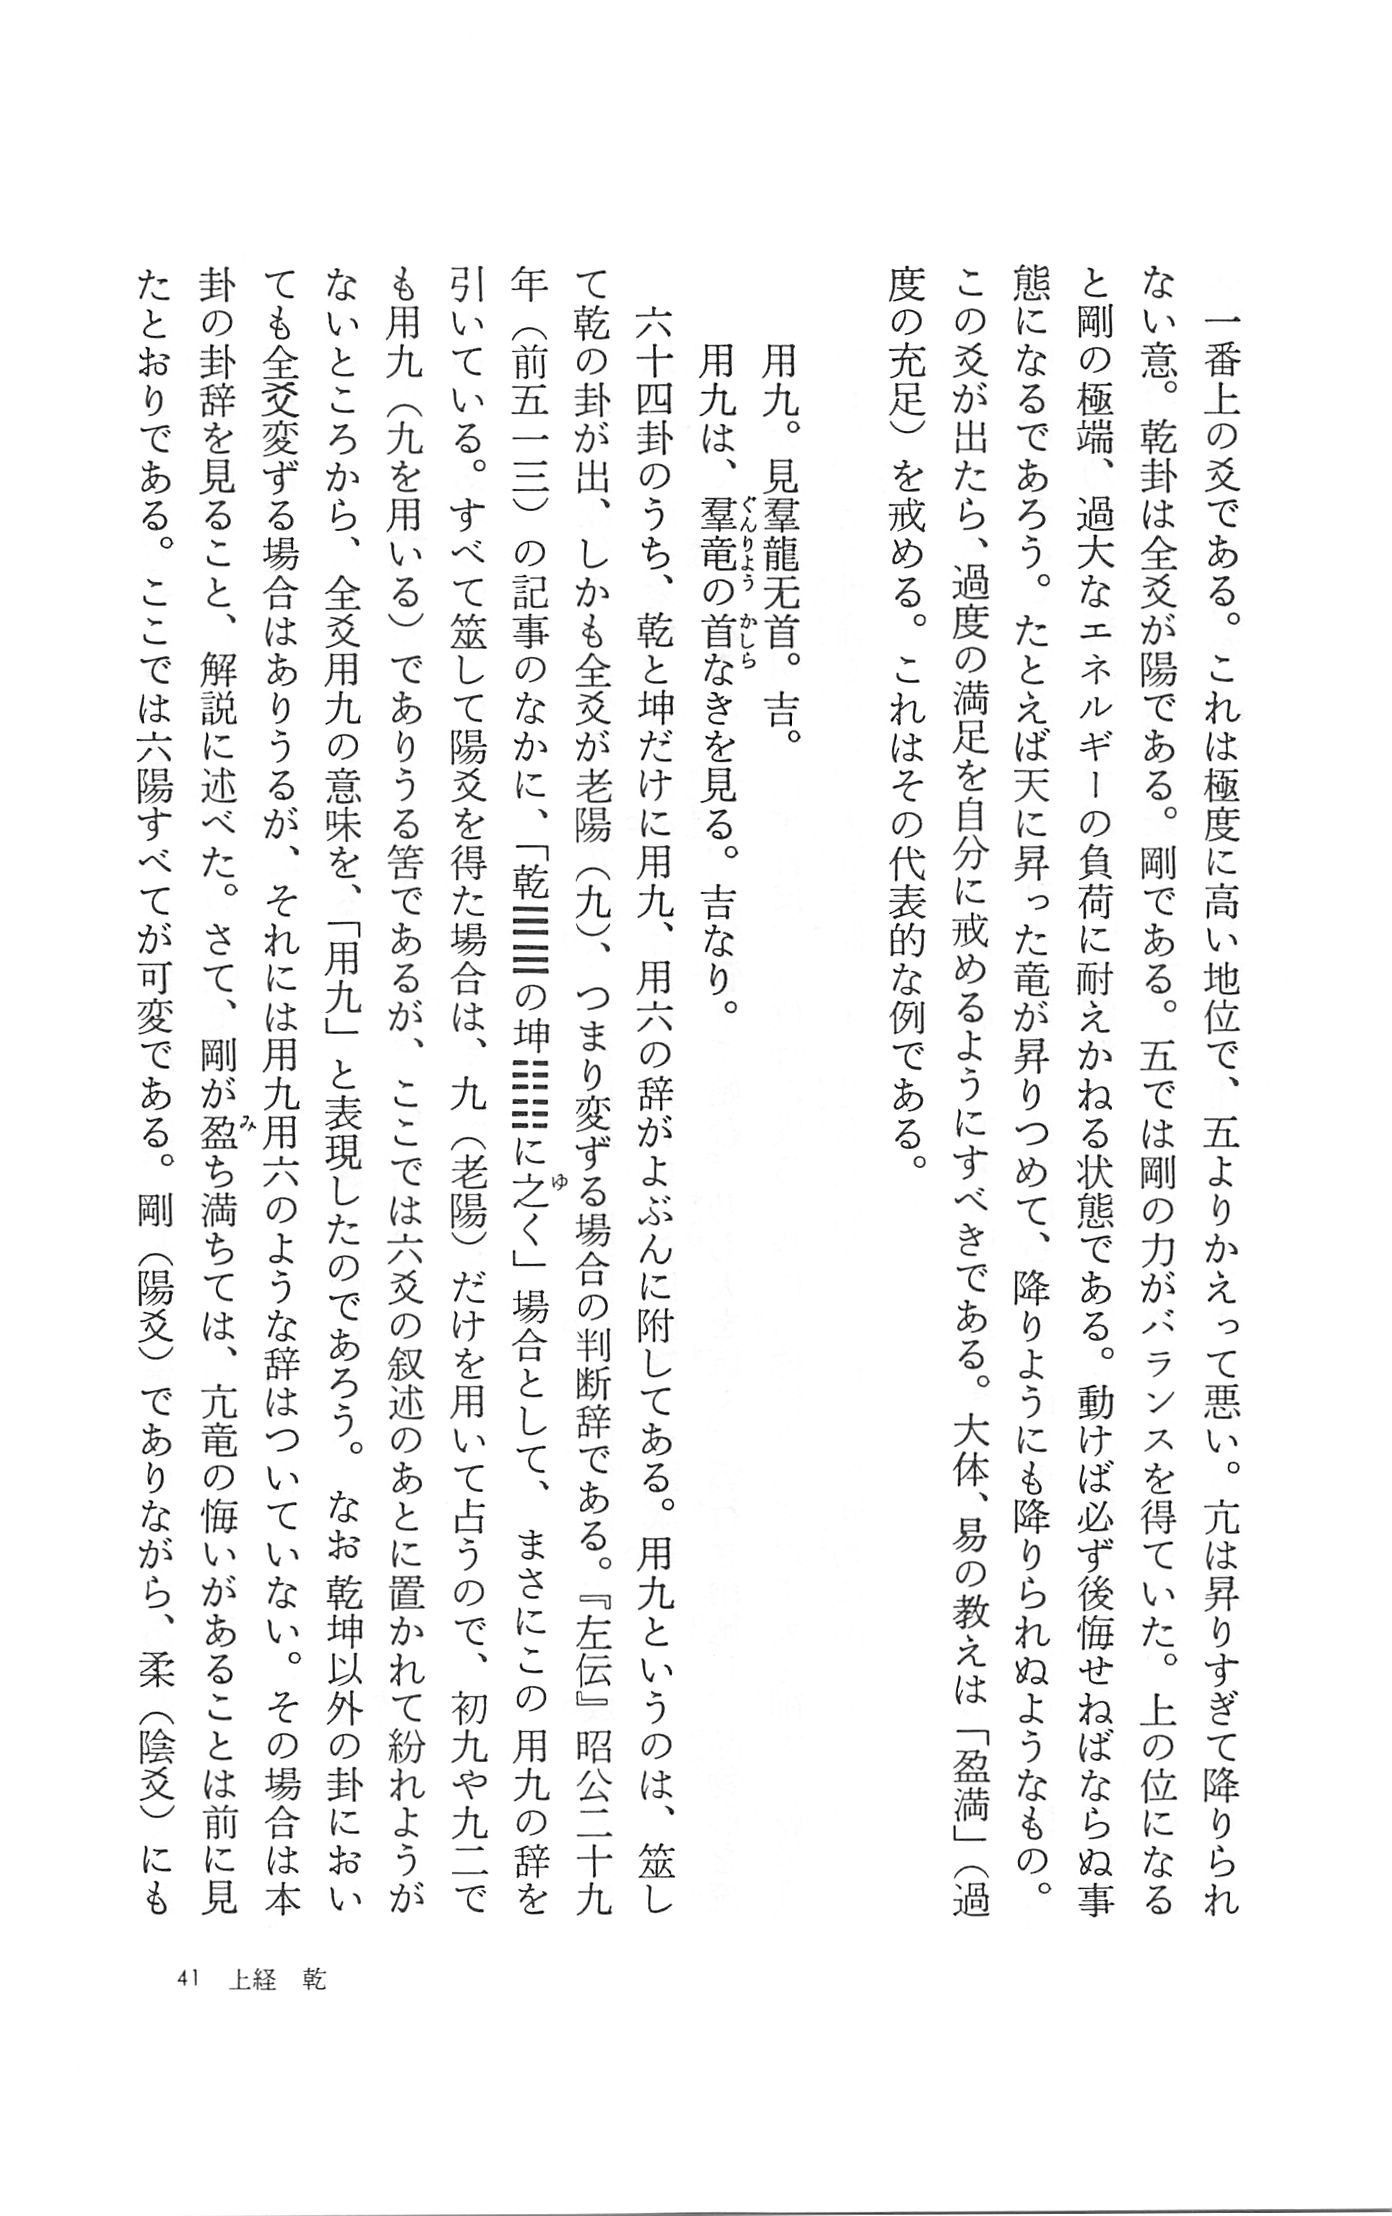 一番上の爻である。これは極度に高い地位で、五よりかえって悪い。亢は昇りすぎて降りられ
ない意。乾卦は全爻が陽である。剛である。五では剛の力がバランスを得ていた。上の位になる
と剛の極端、過大なエネルギーの負荷に耐えかねる状態である。動けば必ず後悔せねばならぬ事
態になるであろう。たとえば天に昇った竜が昇りつめて、降りようにも降りられぬようなもの。
この爻が出たら、過度の満足を自分に戒めるようにすべきである。大体、易の教えは「盈満」（過
度の充足）を戒める。これはその代表的な例である。
用九。見羣龍无首。吉。
用九は、羣竜の首なきを見る。吉なり。
ぐんりよう かしら
六十四卦のうち、乾と坤だけに用九、用六の辞がよぶんに附してある。用九というのは、筮し
て乾の卦が出、しかも全爻が老陽（九）、つまり変ずる場合の判断辞である。『左伝』昭公二十九
年（前五一三）の記事のなかに、「乾☰☰の坤☷☷に之く」場合として、まさにこの用九の辞を
ゆ
引いている。すべて筮して陽爻を得た場合は、九（老陽）だけを用いて占うので、初九や九二で
も用九（九を用いる）でありうる筈であるが、ここでは六爻の叙述のあとに置かれて紛れようが
ないところから、全爻用九の意味を、「用九」と表現したのであろう。なお乾坤以外の卦におい
ても全爻変ずる場合はありうるが、それには用九用六のような辞はついていない。その場合は本
卦の卦辞を見ること、解説に述べた。さて、剛が盈ち満ちては、亢竜の悔いがあることは前に見
み
たとおりである。ここでは六陽すべてが可変である。剛（陽爻）でありながら、柔（陰爻）にも
41 上経 乾